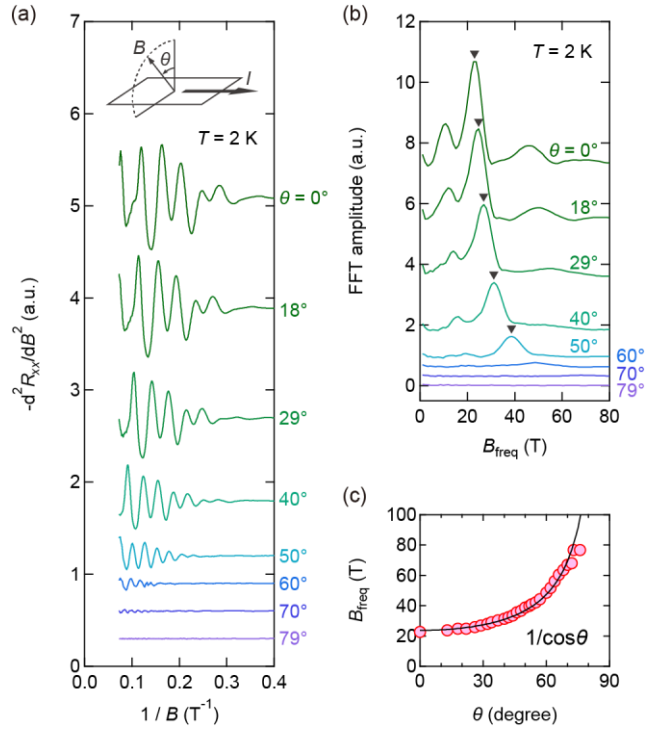 (a)
7
6
5
4
3
2
1
0
-d²Rxx/dB² (a.u.)
B
θ
I
T = 2 K
θ = 0°
18°
29°
40°
50°
60°
70°
79°
0.0
0.1
0.2
0.3
0.4
1 / B (T⁻¹)
(b)
12
10
8
6
4
2
0
FFT amplitude (a.u.)
T = 2 K
θ = 0°
18°
29°
40°
50°
60°
70°
79°
0
20
40
60
80
Bfreq (T)
(c)
100
80
60
40
20
0
Bfreq (T)
1/cosθ
0
30
60
90
θ (degree)